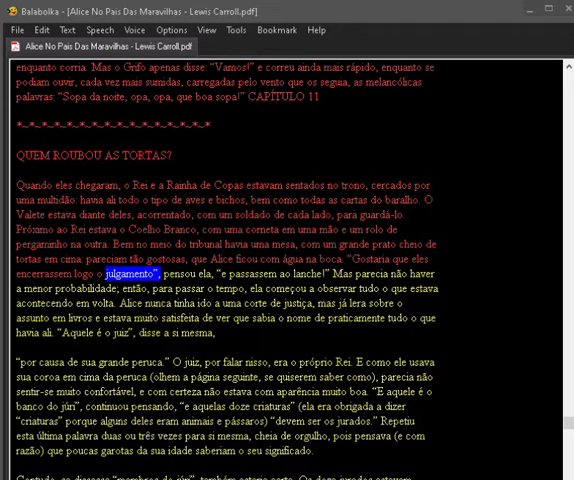 Balabolka - [Alice No Pais Das Maravilhas - Lewis Carroll.pdf]
File Edit Text Speech Voice Options View Tools Bookmark Help
Alice No Pais Das Maravilhas - Lewis Carroll.pdf
enquanto corria. Mas o Grifo apenas disse: “Vamos!” e correu ainda mais rápido, enquanto se
podiam ouvir, cada vez mais sumidas, carregadas pelo vento que os seguia, as melancólicas
palavras: “Sopa da noite, opa, opa, que boa sopa!” CAPÍTULO 11
*~*~*~*~*~*~*~*~*~*~*~*~*~*~*~*
QUEM ROUBOU AS TORTAS?
Quando eles chegaram, o Rei e a Rainha de Copas estavam sentados no trono, cercados por
uma multidão: havia ali todo o tipo de aves e bichos, bem como todas as cartas do baralho. O
Valete estava diante deles, acorrentado, com um soldado de cada lado, para guardá-lo.
Próximo ao Rei estava o Coelho Branco, com uma corneta em uma mão e um rolo de
pergaminho na outra. Bem no meio do tribunal havia uma mesa, com um grande prato cheio de
tortas em cima: pareciam tão gostosas, que Alice ficou com água na boca. “Gostaria que eles
encerrassem logo o julgamento”, pensou ela, “e passassem ao lanche!” Mas parecia não haver
a menor probabilidade; então, para passar o tempo, ela começou a observar tudo o que estava
acontecendo em volta. Alice nunca tinha ido a uma corte de justiça, mas já lera sobre o
assunto em livros e estava muito satisfeita de ver que sabia o nome de praticamente tudo o que
havia ali. “Aquele é o juiz”, disse a si mesma,
“por causa de sua grande peruca.” O juiz, por falar nisso, era o próprio Rei. E como ele usava
sua coroa em cima da peruca (olhem a página seguinte, se quiserem saber como), parecia não
sentir-se muito confortável, e com certeza não estava com aparência muito boa. “E aquele é o
banco do júri”, continuou pensando, “e aquelas doze criaturas” (ela era obrigada a dizer
“criaturas” porque alguns deles eram animais e pássaros) “devem ser os jurados.” Repetiu
esta última palavra duas ou três vezes para si mesma, cheia de orgulho, pois pensava (e com
razão) que poucas garotas da sua idade saberiam o seu significado.
Contudo, se dissesse “membros do júri”, também estaria certo. Os doze jurados estavam